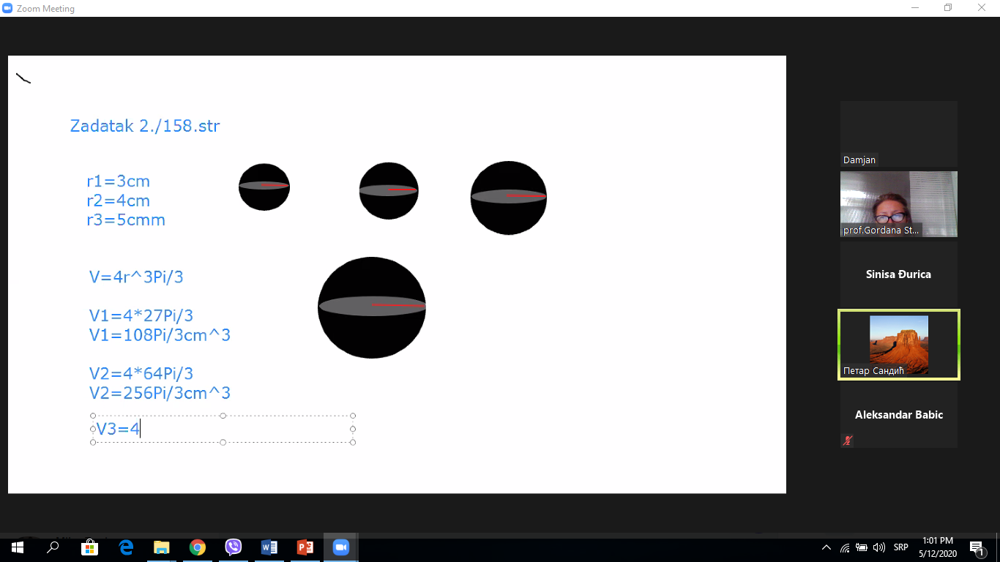 Zoom Meeting
Zadatak 2./158.str
r1=3cm
r2=4cm
r3=5cmm
V=4r^3Pi/3
V1=4*27Pi/3
V1=108Pi/3cm^3
V2=4*64Pi/3
V2=256Pi/3cm^3
V3=4
Damjan
prof.Gordana St...
Sinisa Đurica
Петар Сандић
Aleksandar Babic
SRP
1:01 PM
5/12/2020
1